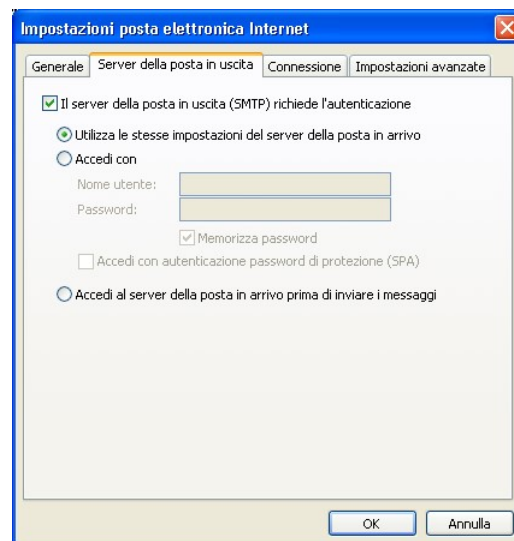 Impostazioni posta elettronica Internet
Generale Server della posta in uscita Connessione Impostazioni avanzate
Il server della posta in uscita (SMTP) richiede l'autenticazione
Utilizza le stesse impostazioni del server della posta in arrivo
Accedi con
Nome utente:
Password:
Memorizza password
Accedi con autenticazione password di protezione (SPA)
Accedi al server della posta in arrivo prima di inviare i messaggi
OK Annulla